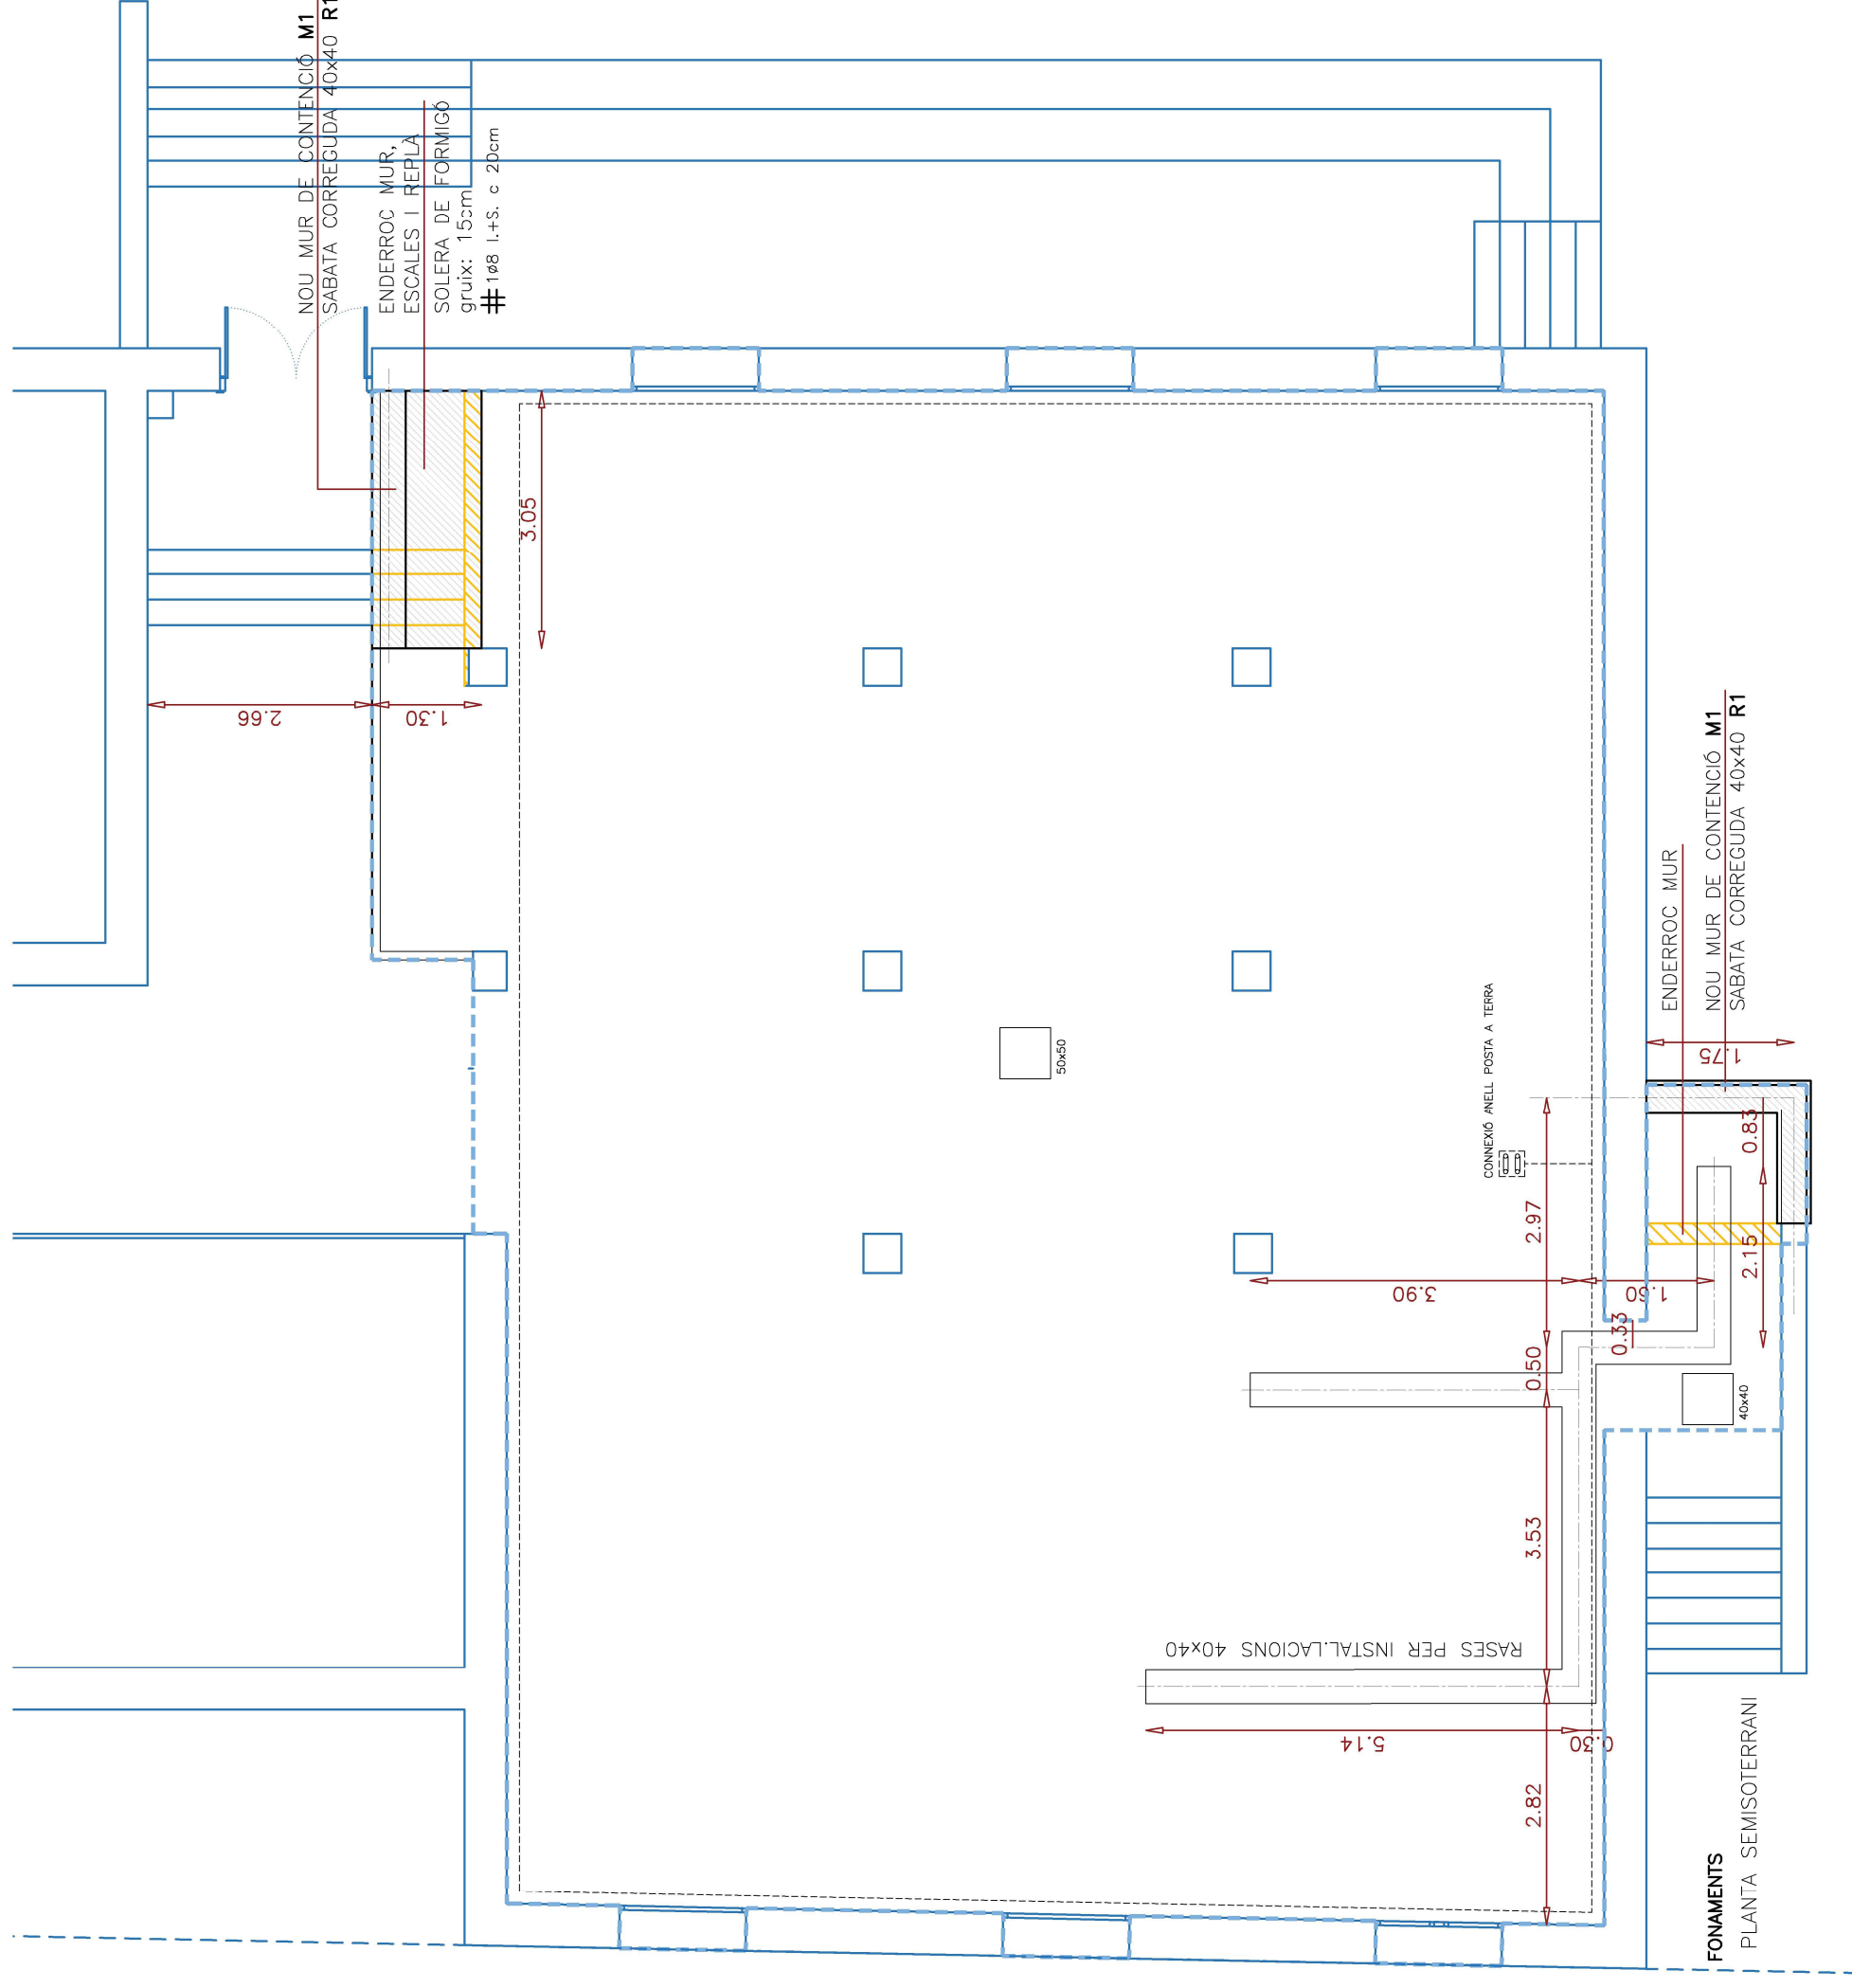 NOU MUR DE CONTENCIÓ M1
SABATA CORREGUDA 40x40 R1
ENDERROC MUR,
ESCALES I REPLÀ
SOLERA DE FORMIGÓ
gruix: 15cm
#1ø8 I.+S. c 20cm
3.05
2.66
1.30
50x50
CONNEXIÓ ANELL POSTA A TERRA
ENDERROC MUR
NOU MUR DE CONTENCIÓ M1
SABATA CORREGUDA 40x40 R1
1.75
0.83
2.15
2.97
3.90
1.60
0.33
0.50
40x40
3.53
RASES PER INSTAL.LACIONS 40x40
5.14
0.30
2.82
FONAMENTS
PLANTA SEMISOTERRANI